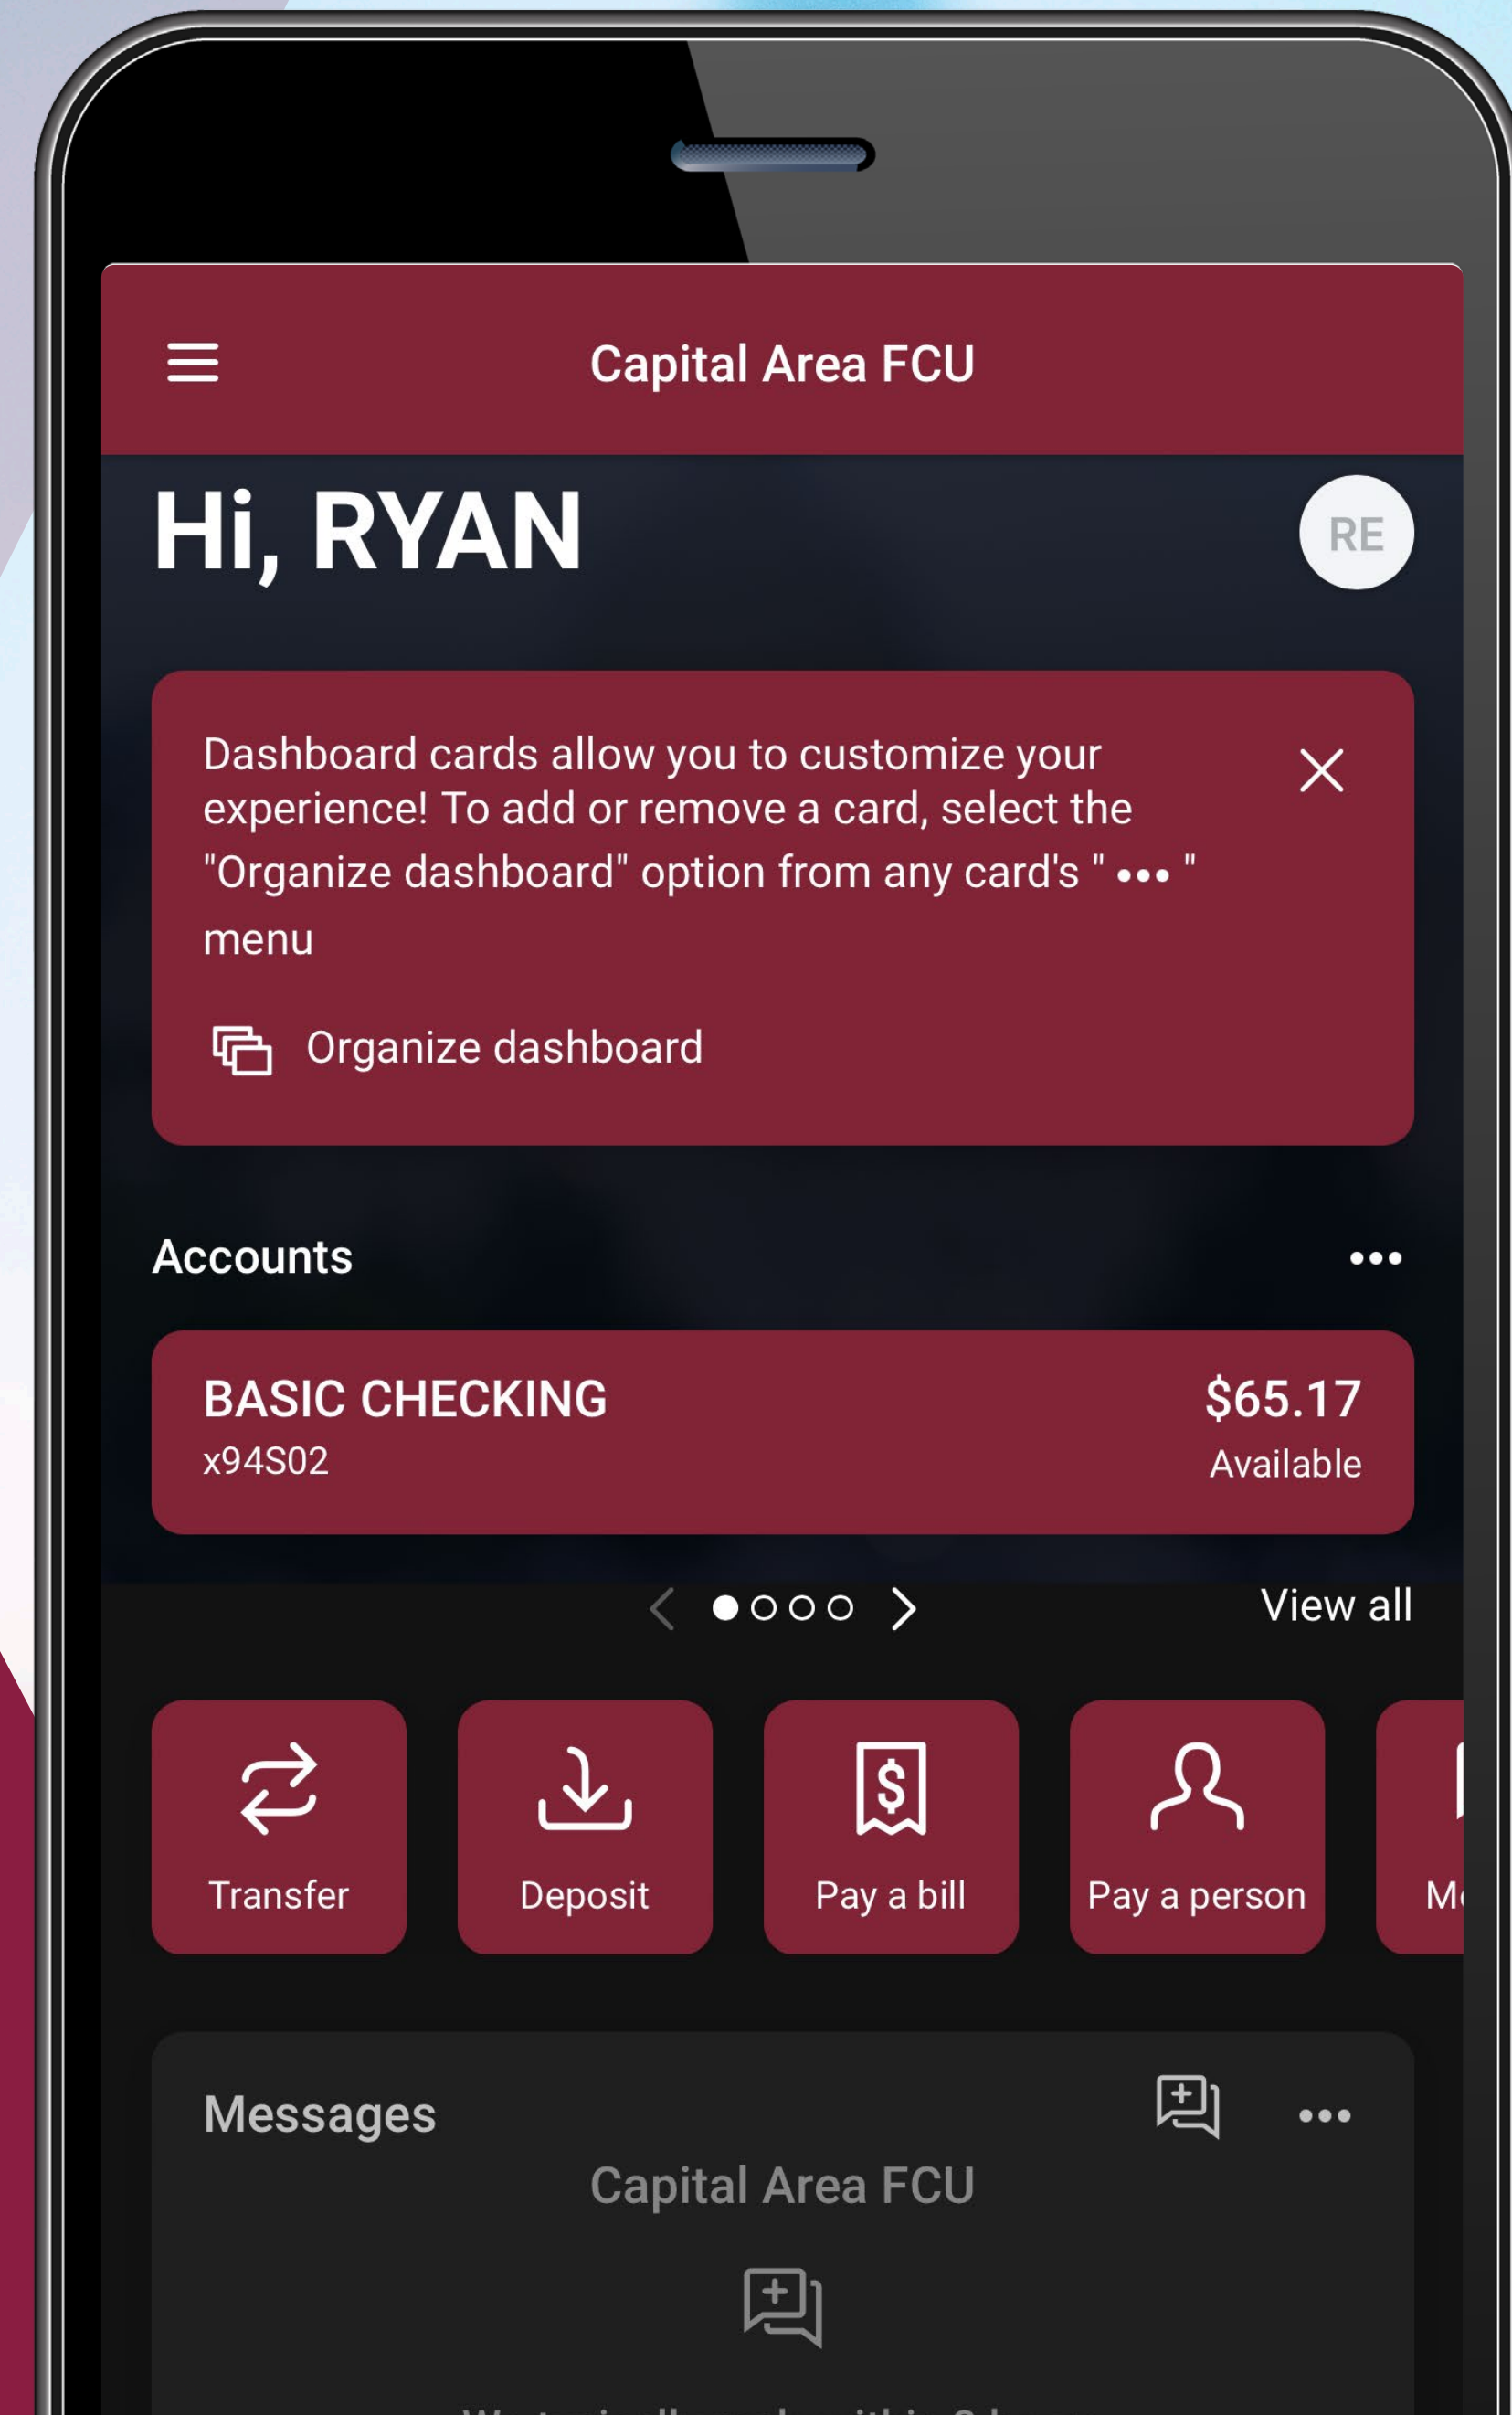 Capital Area FCU
Hi, RYAN
RE
Dashboard cards allow you to customize your
experience! To add or remove a card, select the
"Organize dashboard" option from any card's " ••• "
menu
Organize dashboard
Accounts
BASIC CHECKING
$65.17
x94S02
Available
View all
Transfer
Deposit
Pay a bill
Pay a person
Messages
Capital Area FCU